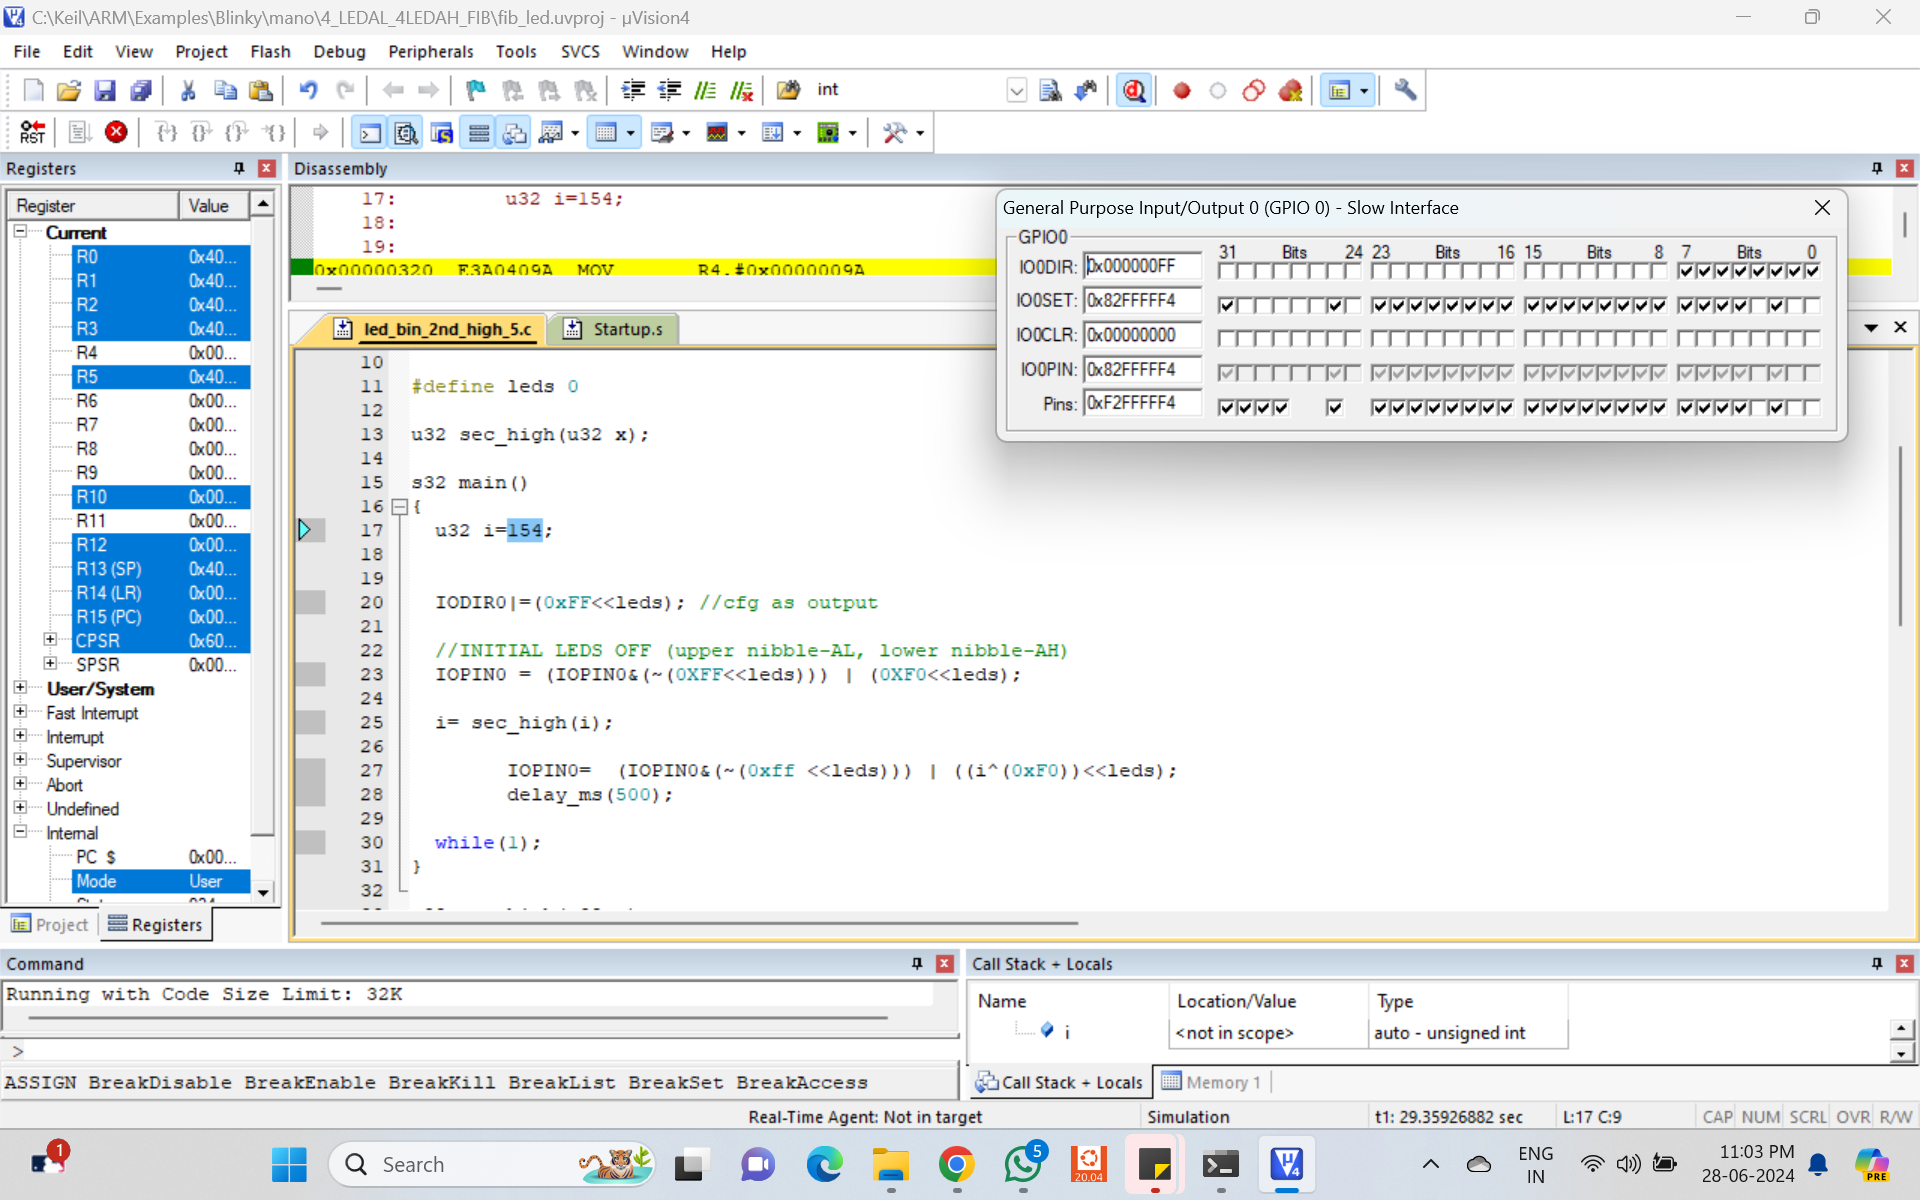 C:\Keil\ARM\Examples\Blinky\mano\4_LEDAL_4LEDAH_FIB\fib_led.uvproj - µVision4
File Edit View Project Flash Debug Peripherals Tools SVCS Window Help
int
RST
Registers
Register Value
Current
R0 0x40...
R1 0x40...
R2 0x40...
R3 0x40...
R4 0x00...
R5 0x40...
R6 0x00...
R7 0x00...
R8 0x00...
R9 0x00...
R10 0x00...
R11 0x00...
R12 0x00...
R13 (SP) 0x40...
R14 (LR) 0x00...
R15 (PC) 0x00...
CPSR 0x60...
SPSR 0x00...
User/System
Fast Interrupt
Interrupt
Supervisor
Abort
Undefined
Internal
PC $ 0x00...
Mode User
Project Registers
Disassembly
17: u32 i=154;
18:
19:
0x00000320 E3A0409A MOV R4,#0x0000009A
General Purpose Input/Output 0 (GPIO 0) - Slow Interface
GPIO0
31 Bits 24 23 Bits 16 15 Bits 8 7 Bits 0
IO0DIR: 0x000000FF
IO0SET: 0x82FFFFF4
IO0CLR: 0x00000000
IO0PIN: 0x82FFFFF4
Pins: 0xF2FFFFF4
led_bin_2nd_high_5.c Startup.s
10
11 #define leds 0
12
13 u32 sec_high(u32 x);
14
15 s32 main()
16 {
17 u32 i=154;
18
19
20 IODIR0|=(0xFF<<leds); //cfg as output
21
22 //INITIAL LEDS OFF (upper nibble-AL, lower nibble-AH)
23 IOPIN0 = (IOPIN0&(~(0XFF<<leds))) | (0XF0<<leds);
24
25 i= sec_high(i);
26
27 IOPIN0= (IOPIN0&(~(0xff <<leds))) | ((i^(0xF0))<<leds);
28 delay_ms(500);
29
30 while(1);
31 }
32
Command
Running with Code Size Limit: 32K
>
ASSIGN BreakDisable BreakEnable BreakKill BreakList BreakSet BreakAccess
Call Stack + Locals
Name Location/Value Type
i <not in scope> auto - unsigned int
Call Stack + Locals Memory 1
Real-Time Agent: Not in target Simulation t1: 29.35926882 sec L:17 C:9 CAP NUM SCRL OVR R/W
1
Search
5
20.04
ENG
IN
11:03 PM
28-06-2024
PRE